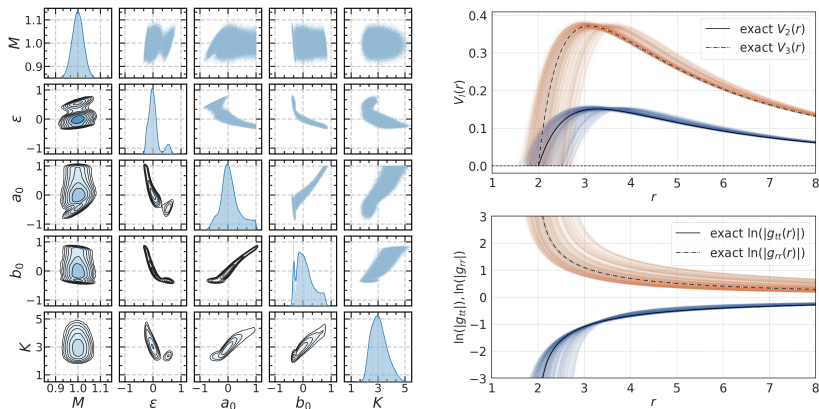 M
1.1
1.0
0.9
ε
1
0
−1
a₀
1
0
−1
b₀
1
0
−1
K
5
3
1
0.9 1.0 1.1
−1 0 1
−1 0 1
−1 0 1
1 3 5
M
ε
a₀
b₀
K
0.4
0.3
0.2
0.1
0.0
Vₗ(r)
exact V₂(r)
exact V₃(r)
1 2 3 4 5 6 7 8
r
3
2
1
0
−1
−2
−3
ln(|gₜₜ|), ln(|gᵣᵣ|)
exact ln(|gₜₜ(r)|)
exact ln(|gᵣᵣ(r)|)
1 2 3 4 5 6 7 8
r